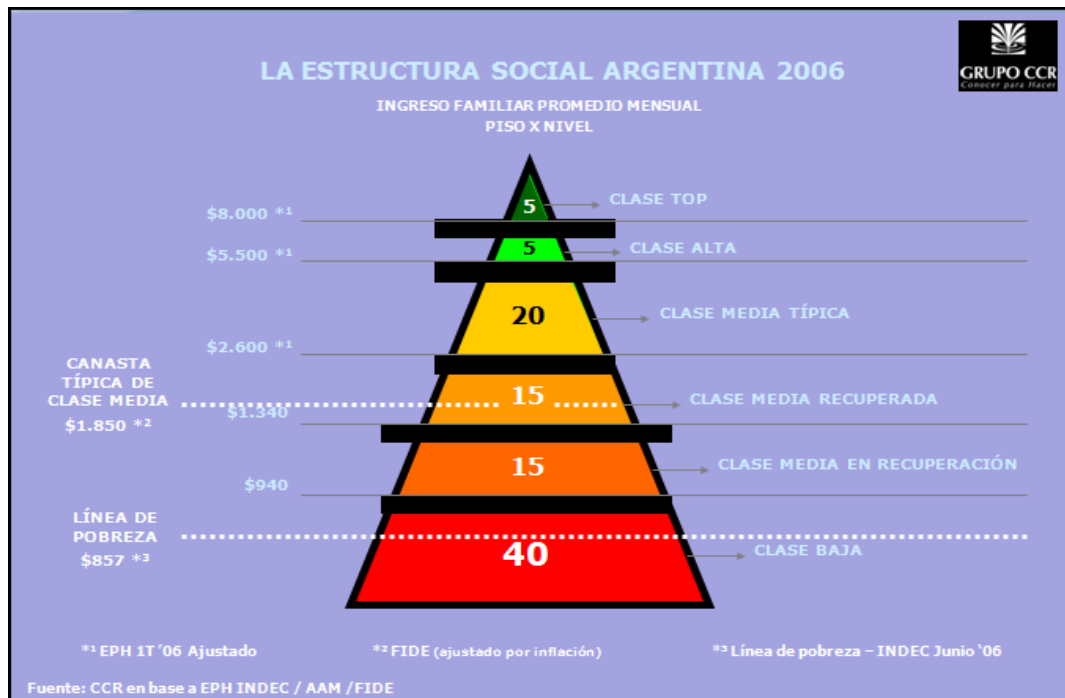 GRUPO CCR
Conocer para Hacer
LA ESTRUCTURA SOCIAL ARGENTINA 2006
INGRESO FAMILIAR PROMEDIO MENSUAL
PISO X NIVEL
5
CLASE TOP
$8.000 *¹
5
CLASE ALTA
$5.500 *¹
20
CLASE MEDIA TÍPICA
$2.600 *¹
CANASTA
TÍPICA DE
CLASE MEDIA
$1.850 *²
15
CLASE MEDIA RECUPERADA
$1.340
15
CLASE MEDIA EN RECUPERACIÓN
$940
LÍNEA DE
POBREZA
$857 *³
40
CLASE BAJA
*¹ EPH 1T '06 Ajustado
*² FIDE (ajustado por inflación)
*³ Línea de pobreza – INDEC Junio '06
Fuente: CCR en base a EPH INDEC / AAM /FIDE